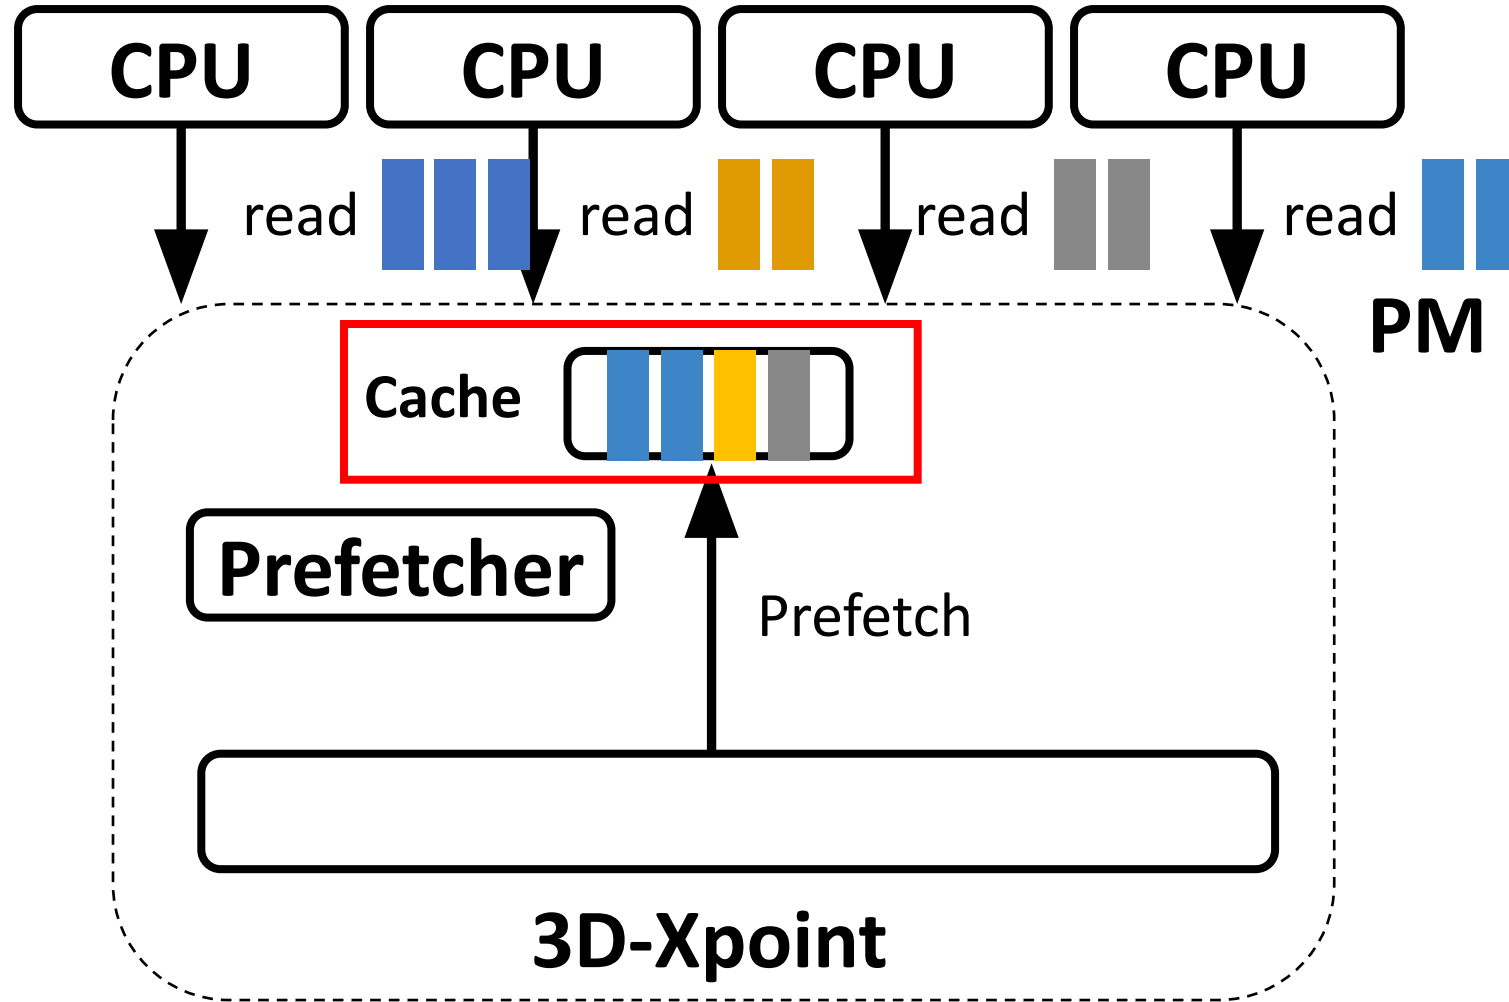 CPU CPU CPU CPU
read read read read
PM
Cache
Prefetcher
Prefetch
3D-Xpoint